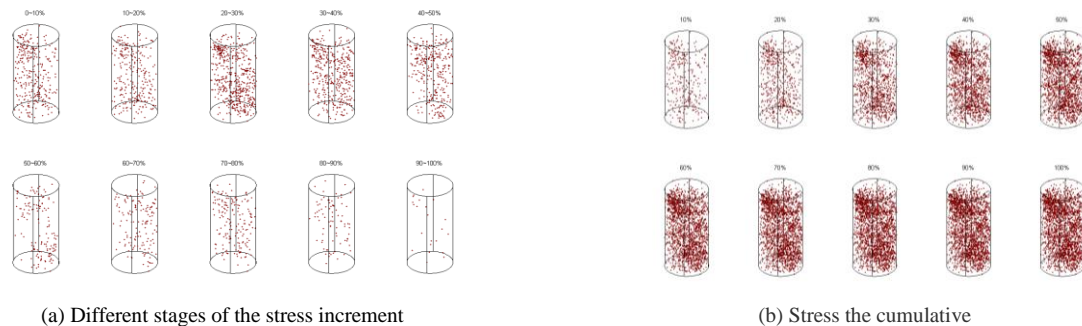 0~10% 10~20% 20~30% 30~40% 40~50%
50~60% 60~70% 70~80% 80~90% 90~100%
(a) Different stages of the stress increment
10% 20% 30% 40% 50%
60% 70% 80% 90% 100%
(b) Stress the cumulative